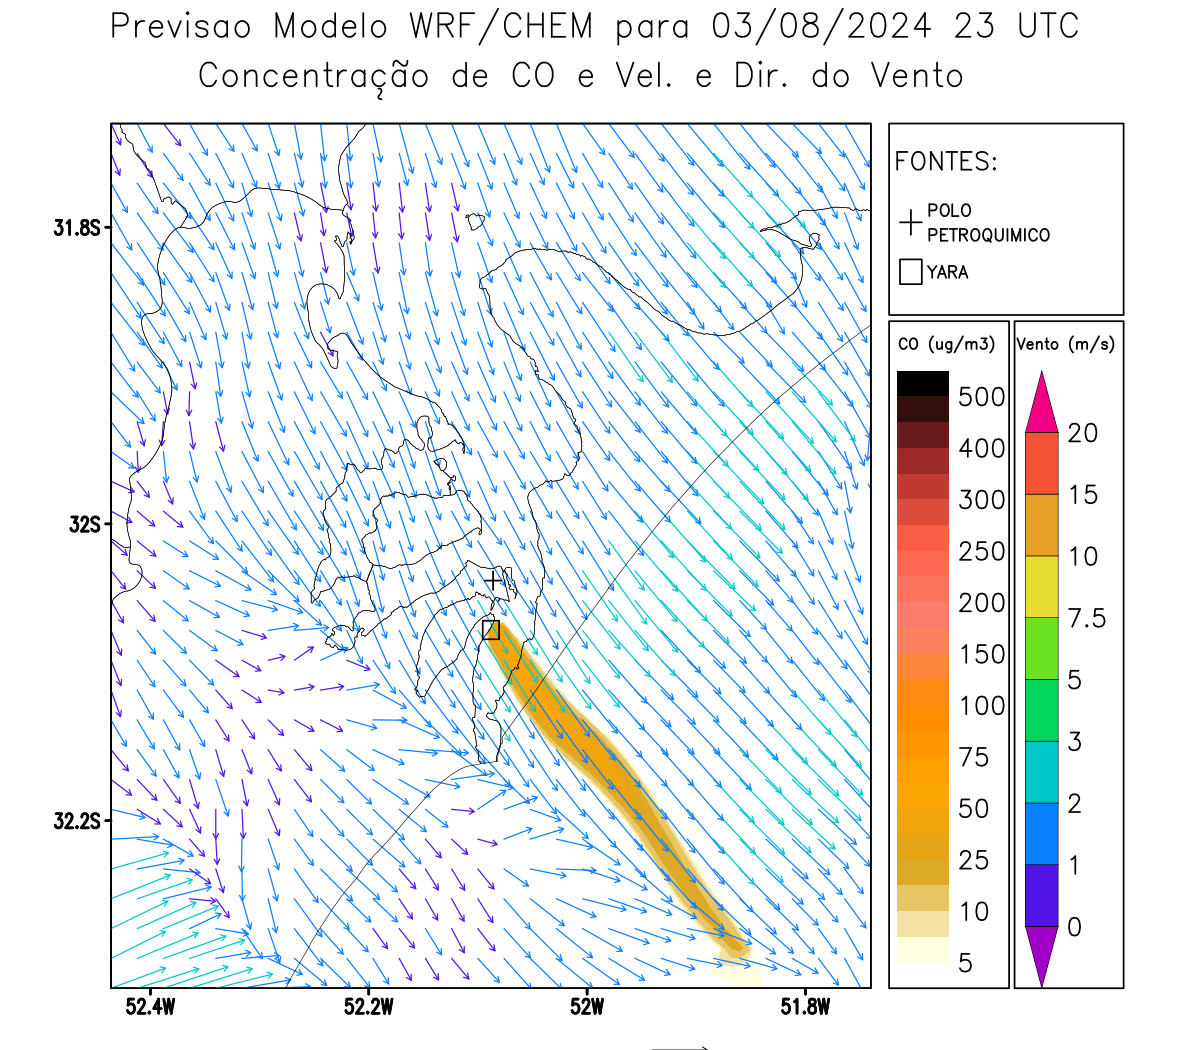 Previsao Modelo WRF/CHEM para 03/08/2024 23 UTC
Concentração de CO e Vel. e Dir. do Vento
FONTES:
POLO
PETROQUIMICO
YARA
31.8S
32S
32.2S
52.4W
52.2W
52W
51.8W
CO (ug/m3)
500
400
300
250
200
150
100
75
50
25
10
5
Vento (m/s)
20
15
10
7.5
5
3
2
1
0